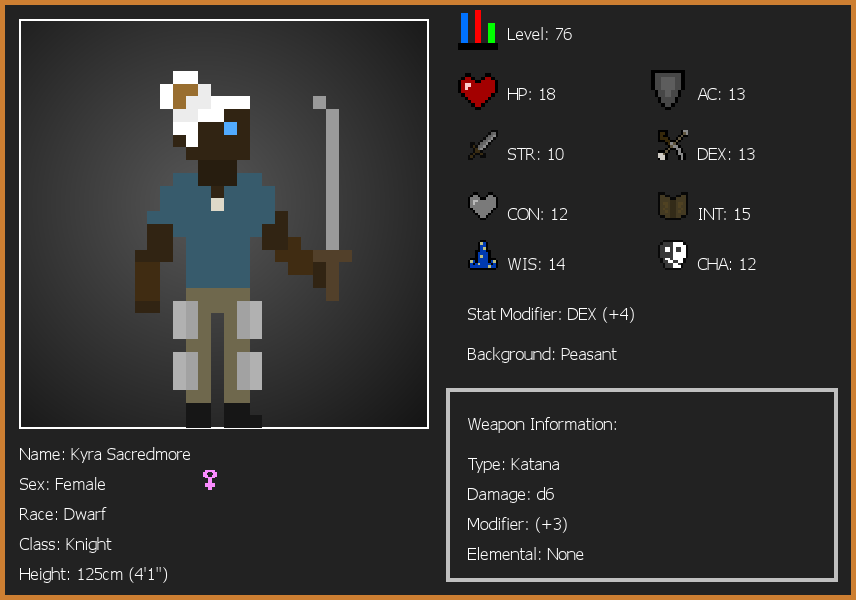 Level: 76
HP: 18
AC: 13
STR: 10
DEX: 13
CON: 12
INT: 15
WIS: 14
CHA: 12
Stat Modifier: DEX (+4)
Background: Peasant
Name: Kyra Sacredmore
Sex: Female
Race: Dwarf
Class: Knight
Height: 125cm (4'1")
Weapon Information:
Type: Katana
Damage: d6
Modifier: (+3)
Elemental: None